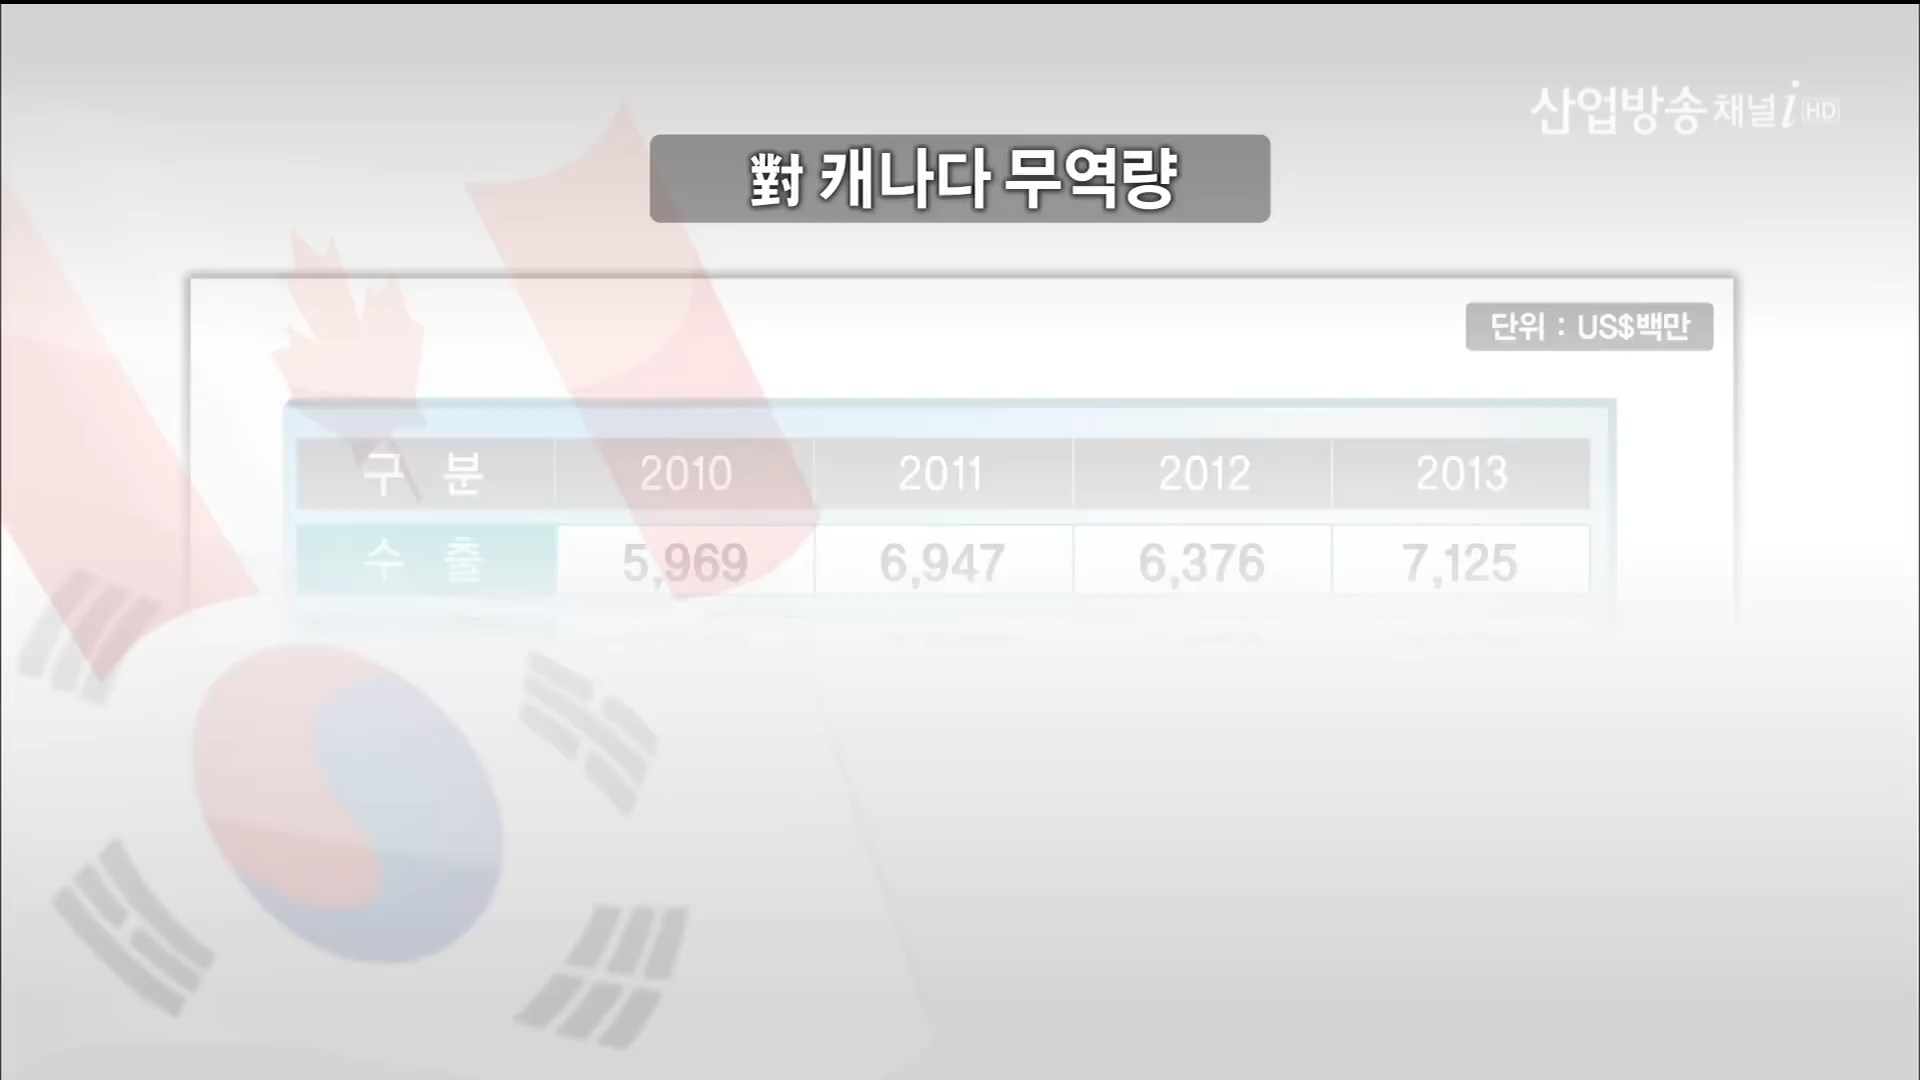 산업방송 채널i HD
對 캐나다 무역량
단위 : US$백만
구 분 2010 2011 2012 2013
수 출 5,969 6,947 6,376 7,125